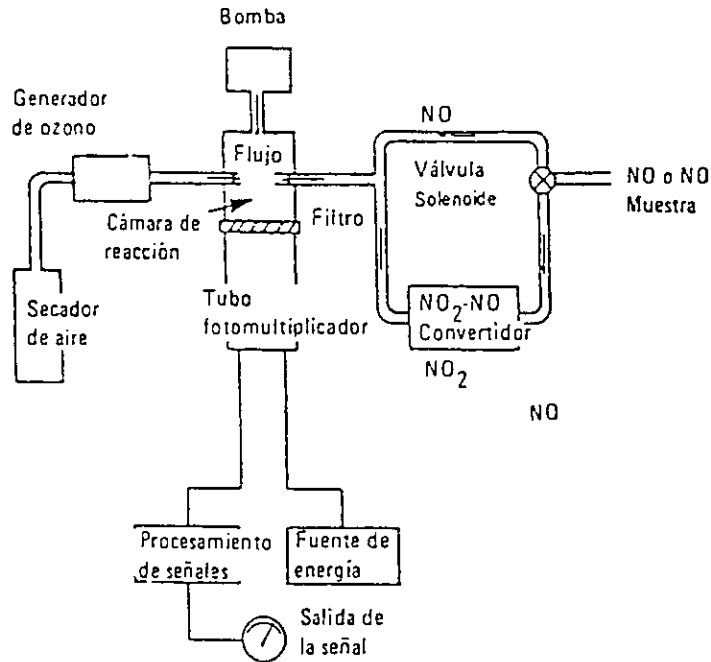 Bomba
Generador
de ozono
NO
Flujo
Válvula
Solenoide
NO o NO
Muestra
Cámara de
reacción
Filtro
Secador
de aire
Tubo
fotomultiplicador
NO₂-NO
Convertidor
NO₂
NO
Procesamiento
de señales
Fuente de
energía
Salida de
la señal